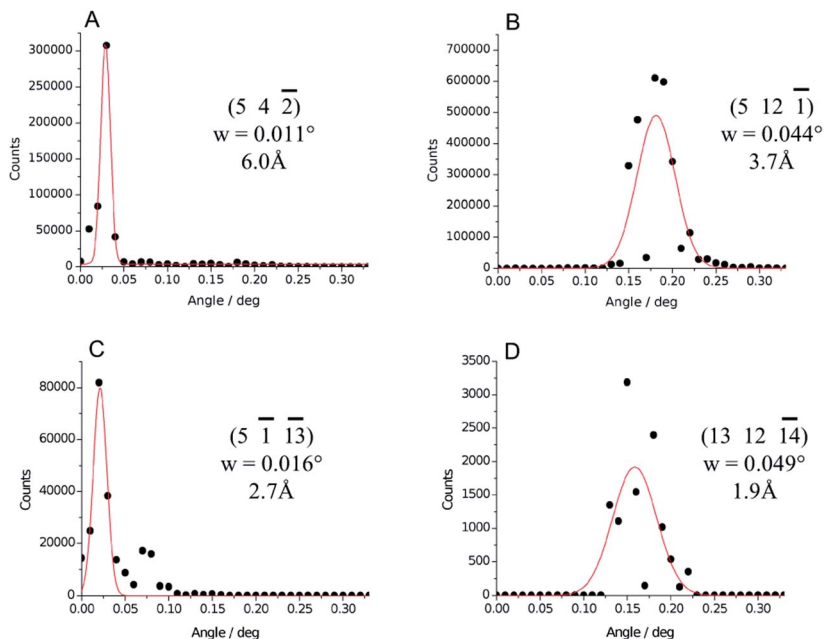 A
Counts
300000
250000
200000
150000
100000
50000
0
0.00 0.05 0.10 0.15 0.20 0.25 0.30
Angle / deg
(5 4 2̅)
w = 0.011°
6.0Å
B
Counts
700000
600000
500000
400000
300000
200000
100000
0
0.00 0.05 0.10 0.15 0.20 0.25 0.30
Angle / deg
(5 12 1̅)
w = 0.044°
3.7Å
C
Counts
80000
60000
40000
20000
0
0.00 0.05 0.10 0.15 0.20 0.25 0.30
Angle / deg
(5 1̅ 1̅3̅)
w = 0.016°
2.7Å
D
Counts
3500
3000
2500
2000
1500
1000
500
0
0.00 0.05 0.10 0.15 0.20 0.25 0.30
Angle / deg
(13 12 1̅4̅)
w = 0.049°
1.9Å